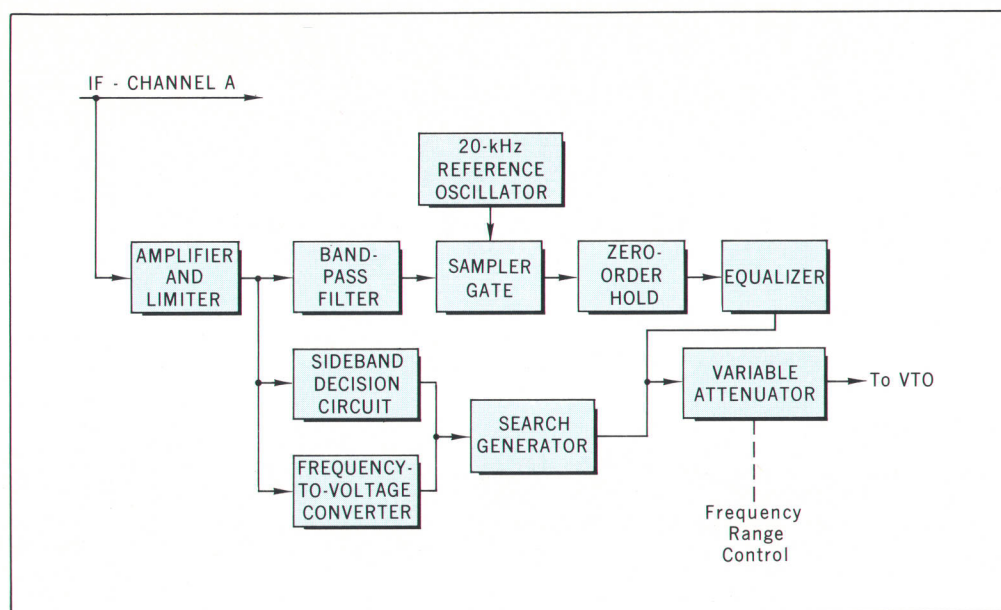 IF - CHANNEL A
20-kHz
REFERENCE
OSCILLATOR
AMPLIFIER
AND
LIMITER
BAND-
PASS
FILTER
SAMPLER
GATE
ZERO-
ORDER
HOLD
EQUALIZER
SIDEBAND
DECISION
CIRCUIT
VARIABLE
ATTENUATOR
To VTO
SEARCH
GENERATOR
FREQUENCY-
TO-VOLTAGE
CONVERTER
Frequency
Range
Control